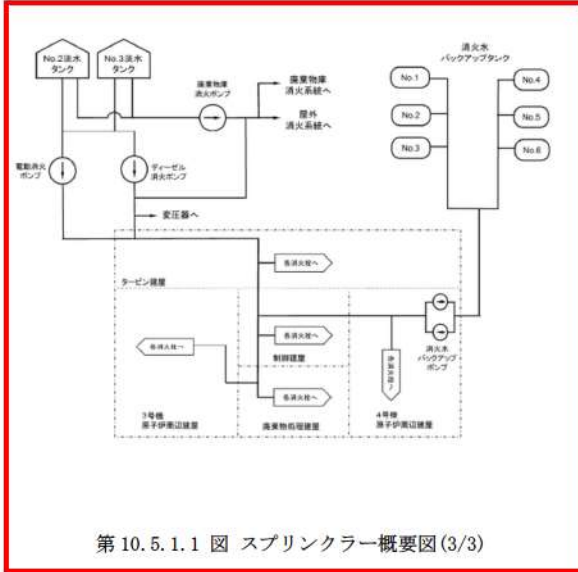 No.2淡水
タンク
No.3淡水
タンク
廃棄物庫
消火ポンプ
廃棄物庫
消火系統へ
屋外
消火系統へ
消火水
バックアップタンク
No.1
No.4
No.2
No.5
No.3
No.6
電動消火
ポンプ
ディーゼル
消火ポンプ
変圧器へ
各消火栓へ
タービン建屋
各消火栓へ
各消火栓へ
制御建屋
各消火栓へ
各消火栓へ
消火水
バックアップ
ポンプ
3号機
原子炉周辺建屋
廃棄物処理建屋
4号機
原子炉周辺建屋
第 10.5.1.1 図 スプリンクラー概要図(3/3)